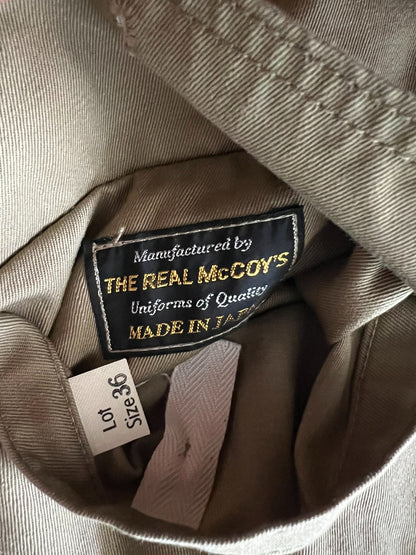 Manufactured by
THE REAL McCOY'S
Uniforms of Quality
MADE IN JAPAN
Lot
Size 36